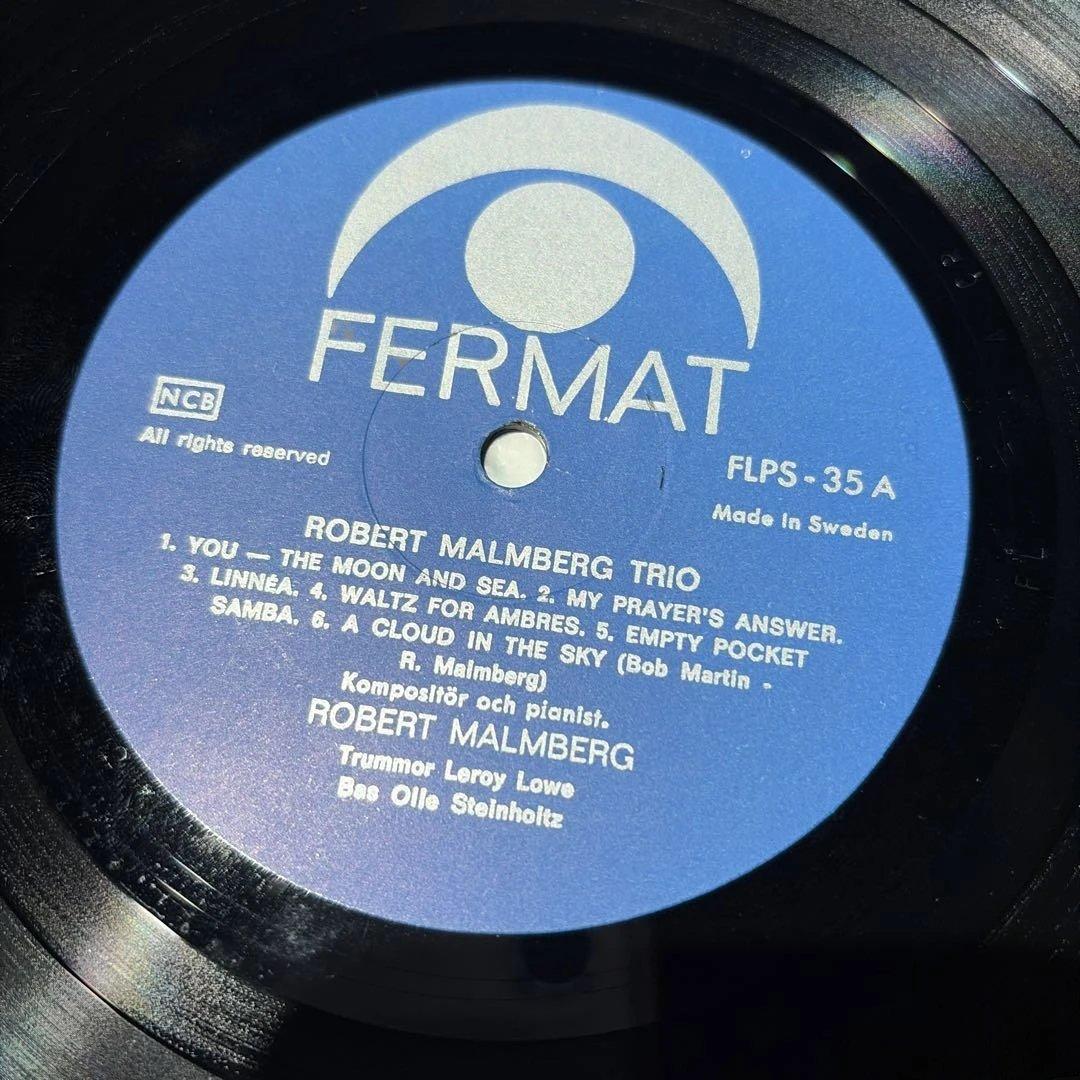 FERMAT
NCB
All rights reserved
FLPS - 35 A
Made in Sweden
ROBERT MALMBERG TRIO
1. YOU — THE MOON AND SEA. 2. MY PRAYER'S ANSWER.
3. LINNÉA. 4. WALTZ FOR AMBRES. 5. EMPTY POCKET
SAMBA. 6. A CLOUD IN THE SKY (Bob Martin -
R. Malmberg)
Kompositör och pianist.
ROBERT MALMBERG
Trummor Leroy Lowe
Bas Olle Steinholtz